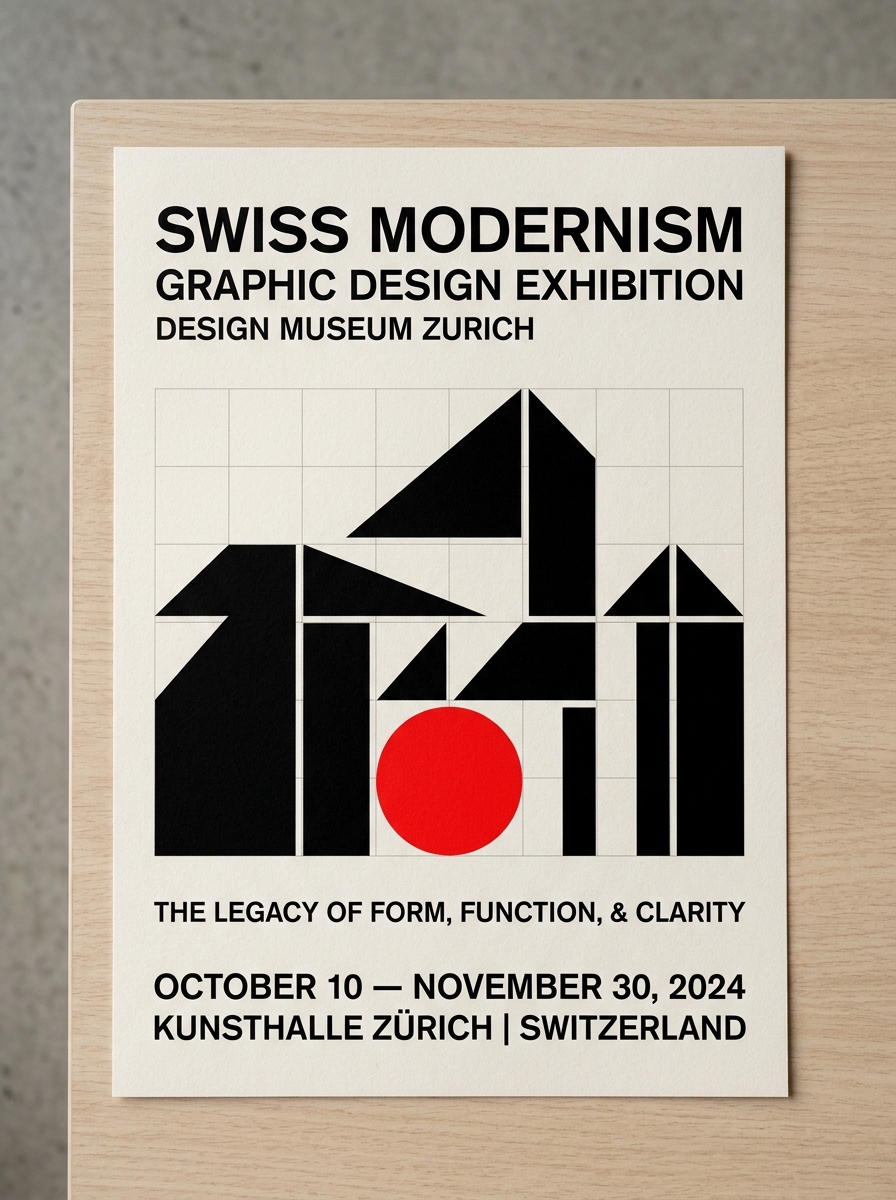 SWISS MODERNISM
GRAPHIC DESIGN EXHIBITION
DESIGN MUSEUM ZURICH
THE LEGACY OF FORM, FUNCTION, & CLARITY
OCTOBER 10 — NOVEMBER 30, 2024
KUNSTHALLE ZÜRICH | SWITZERLAND